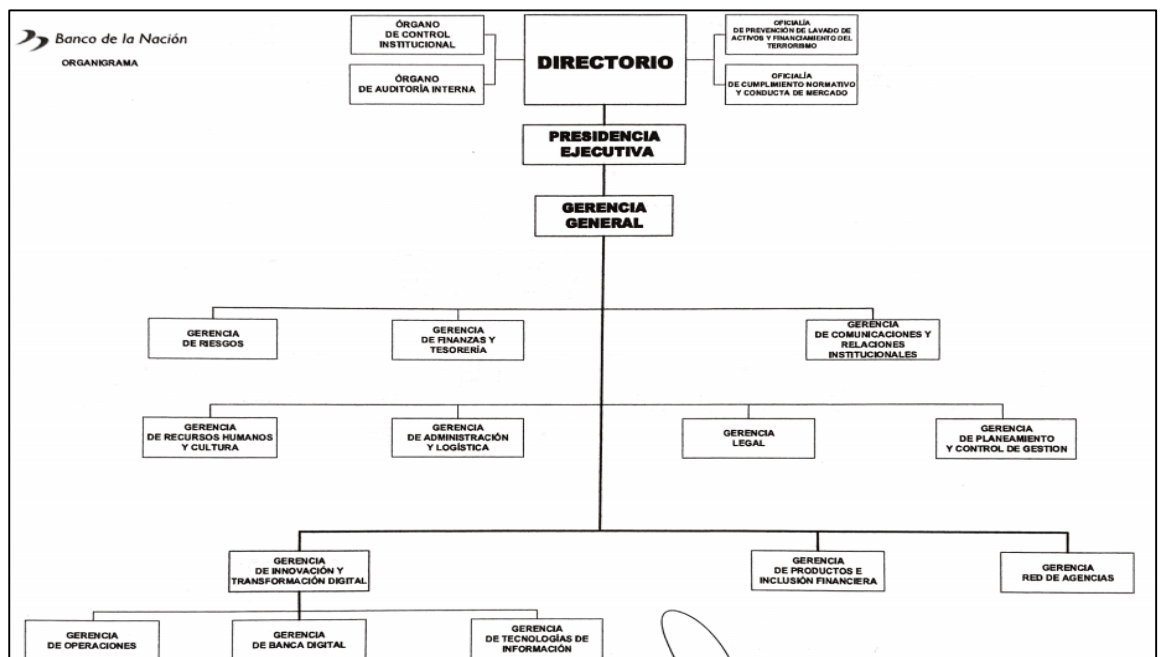 Banco de la Nación
ORGANIGRAMA
ÓRGANO
DE CONTROL
INSTITUCIONAL
ÓRGANO
DE AUDITORÍA INTERNA
DIRECTORIO
OFICIALÍA
DE PREVENCIÓN DE LAVADO DE
ACTIVOS Y FINANCIAMIENTO DEL
TERRORISMO
OFICIALÍA
DE CUMPLIMIENTO NORMATIVO
Y CONDUCTA DE MERCADO
PRESIDENCIA
EJECUTIVA
GERENCIA
GENERAL
GERENCIA
DE RIESGOS
GERENCIA
DE FINANZAS Y
TESORERÍA
GERENCIA
DE COMUNICACIONES Y
RELACIONES
INSTITUCIONALES
GERENCIA
DE RECURSOS HUMANOS
Y CULTURA
GERENCIA
DE ADMINISTRACIÓN
Y LOGÍSTICA
GERENCIA
LEGAL
GERENCIA
DE PLANEAMIENTO
Y CONTROL DE GESTION
GERENCIA
DE INNOVACIÓN Y
TRANSFORMACIÓN DIGITAL
GERENCIA
DE PRODUCTOS E
INCLUSIÓN FINANCIERA
GERENCIA
RED DE AGENCIAS
GERENCIA
DE OPERACIONES
GERENCIA
DE BANCA DIGITAL
GERENCIA
DE TECNOLOGÍAS DE
INFORMACIÓN